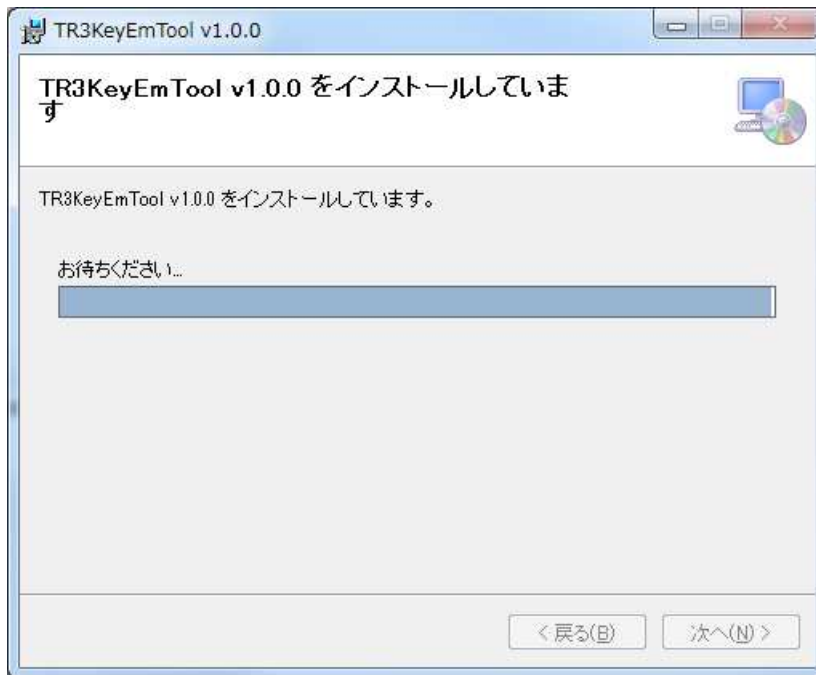 TR3KeyEmTool v1.0.0
TR3KeyEmTool v1.0.0 をインストールしていま
す
TR3KeyEmTool v1.0.0 をインストールしています。
お待ちください...
< 戻る(B)
次へ(N) >